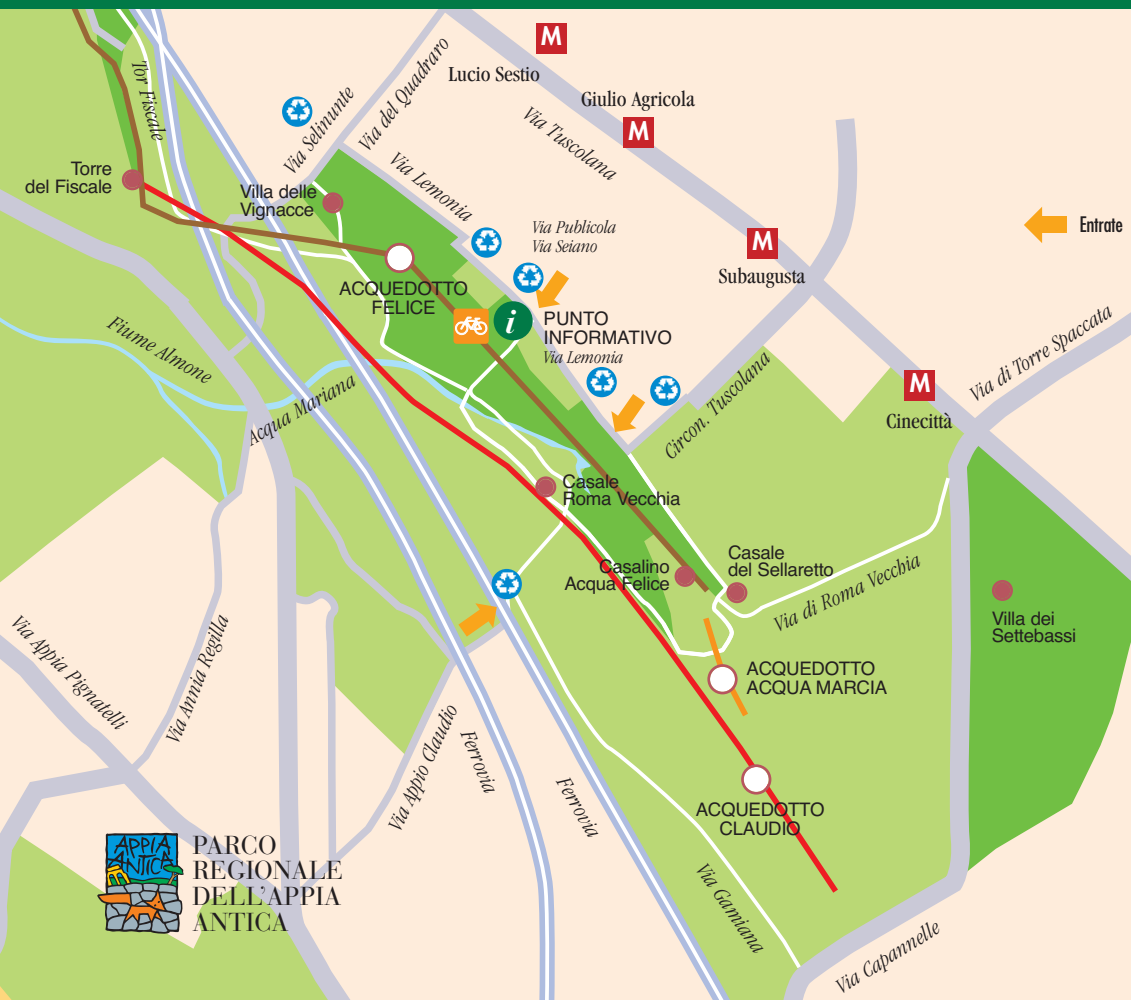 M
Lucio Sestio
Giulio Agricola
M
Via del Quadraro
Via Tuscolana
Tor Fiscale
Via Selinunte
Via Lemonia
Torre
del Fiscale
Villa delle
Vignacce
Via Publicola
Via Seiano
M
Subaugusta
Entrate
ACQUEDOTTO
FELICE
i
PUNTO
INFORMATIVO
Via Lemonia
Fiume Almone
Acqua Mariana
Circon. Tuscolana
Via di Torre Spaccata
M
Cinecittà
Casale
Roma Vecchia
Casalino
Acqua Felice
Casale
del Sellaretto
Via di Roma Vecchia
Villa dei
Settebassi
Via Appia Pignatelli
Via Annia Regilla
ACQUEDOTTO
ACQUA MARCIA
Via Appio Claudio
Ferrovia
Ferrovia
ACQUEDOTTO
CLAUDIO
APPIA
ANTICA
PARCO
REGIONALE
DELL'APPIA
ANTICA
Via Gamiana
Via Capannelle